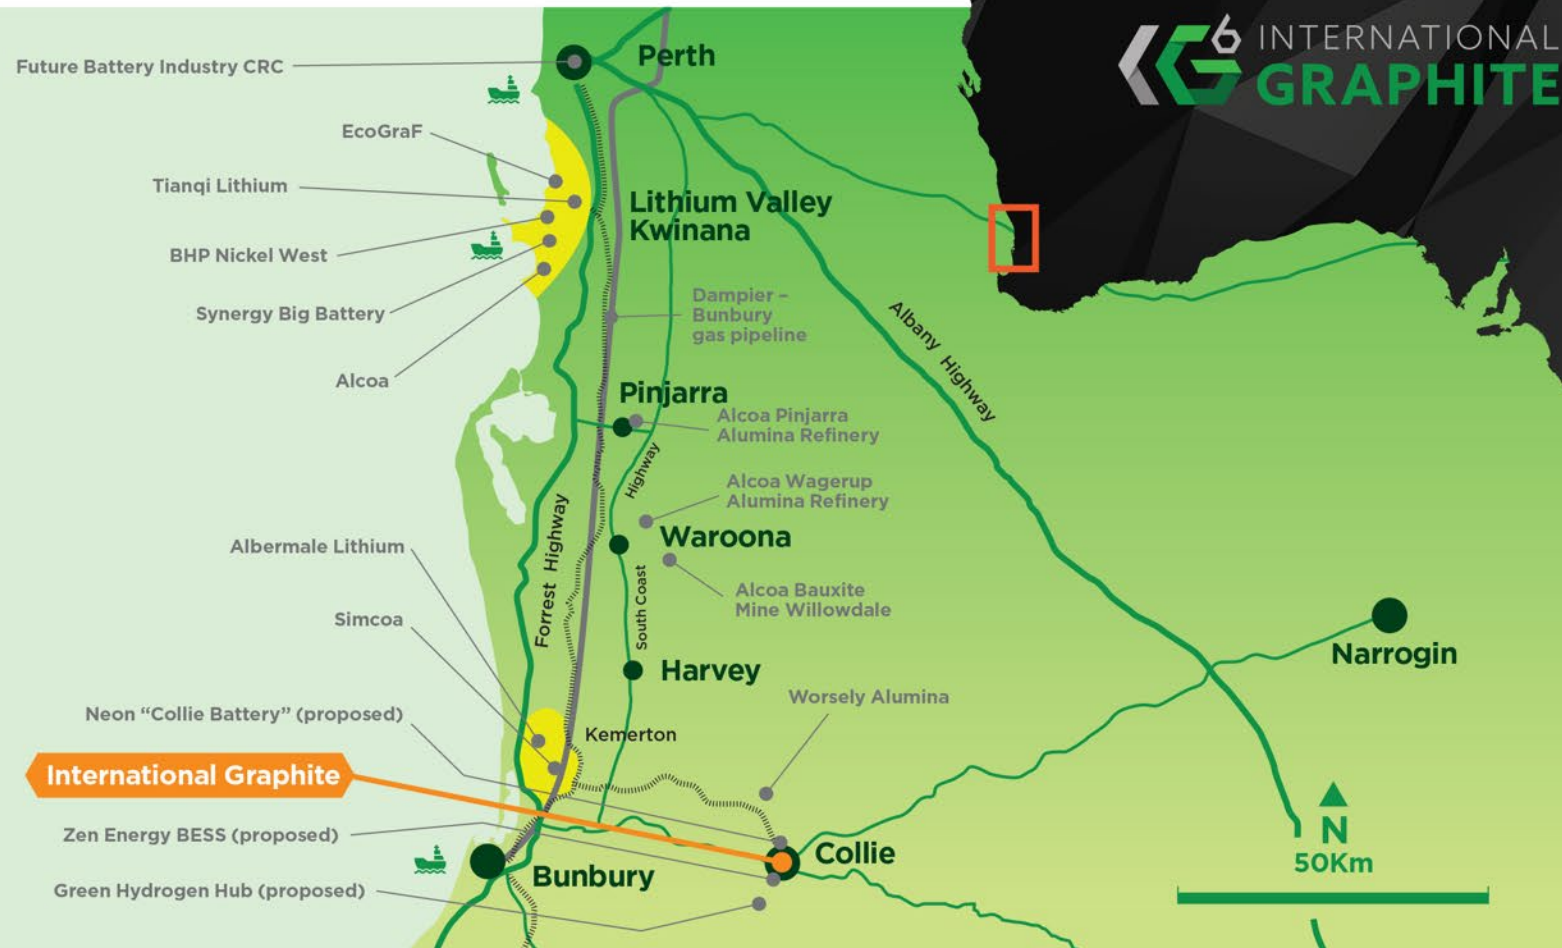 INTERNATIONAL
GRAPHITE
Perth
Future Battery Industry CRC
EcoGraF
Tianqi Lithium
Lithium Valley
Kwinana
BHP Nickel West
Synergy Big Battery
Dampier –
Bunbury
gas pipeline
Albany Highway
Alcoa
Pinjarra
Alcoa Pinjarra
Alumina Refinery
Highway
Alcoa Wagerup
Alumina Refinery
Forrest Highway
Waroona
Albermale Lithium
South Coast
Alcoa Bauxite
Mine Willowdale
Simcoa
Narrogin
Harvey
Worsely Alumina
Neon “Collie Battery” (proposed)
Kemerton
International Graphite
Zen Energy BESS (proposed)
N
50Km
Collie
Bunbury
Green Hydrogen Hub (proposed)